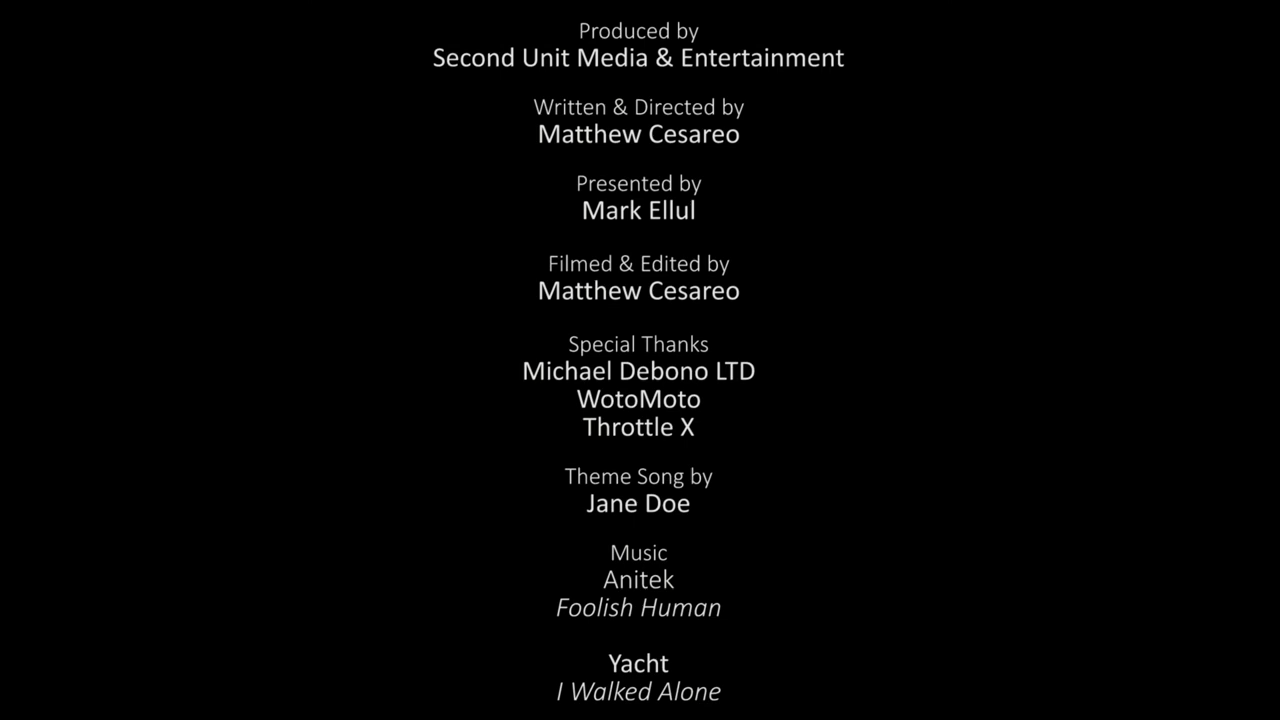 Produced by
Second Unit Media & Entertainment
Written & Directed by
Matthew Cesareo
Presented by
Mark Ellul
Filmed & Edited by
Matthew Cesareo
Special Thanks
Michael Debono LTD
WotoMoto
Throttle X
Theme Song by
Jane Doe
Music
Anitek
Foolish Human
Yacht
I Walked Alone